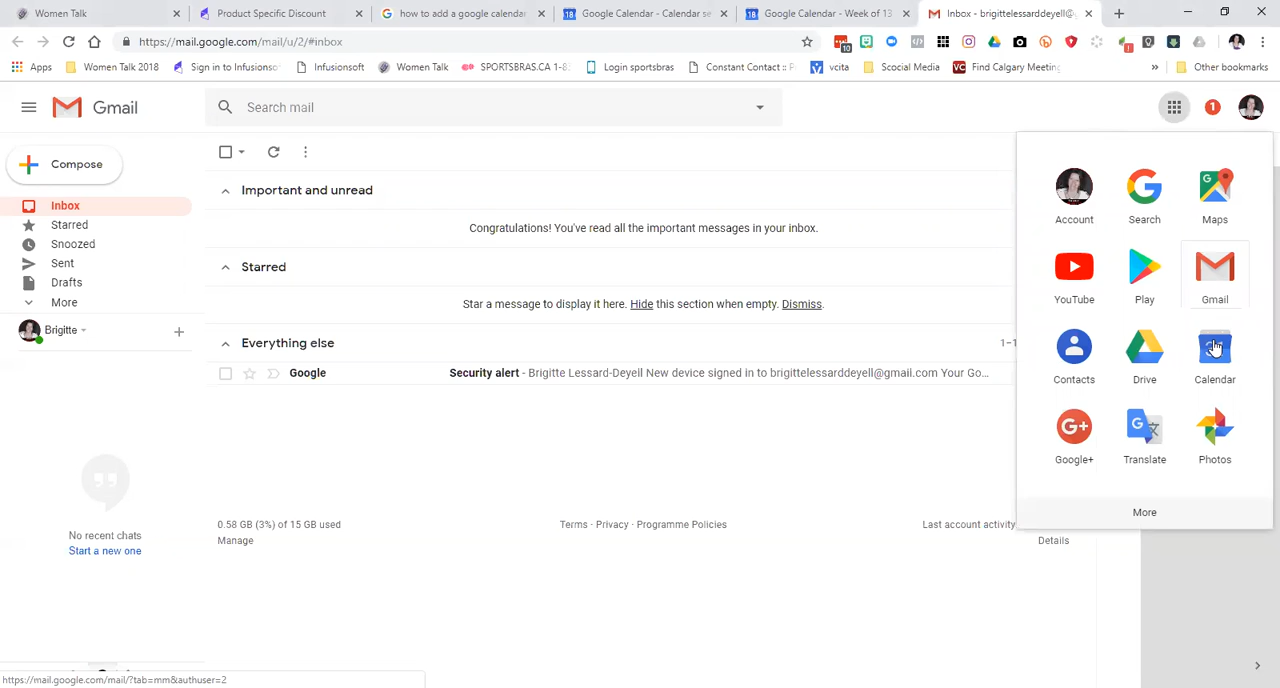 Women Talk
Product Specific Discount
how to add a google calenda
Google Calendar - Calendar se
Google Calendar - Week of 13
Inbox - brigittelessarddeyell@
https://mail.google.com/mail/u/2/#inbox
10
1
Apps
Women Talk 2018
Sign in to Infusionso
Infusionsoft
Women Talk
SPORTSBRAS.CA 1-8
Login sportsbras
Constant Contact :: P
vcita
Scocial Media
VC Find Calgary Meeting
»
Other bookmarks
Gmail
Search mail
1
Compose
Inbox
Starred
Snoozed
Sent
Drafts
More
Brigitte
No recent chats
Start a new one
Important and unread
Congratulations! You've read all the important messages in your inbox.
Starred
Star a message to display it here. Hide this section when empty. Dismiss.
Everything else
1–1
Google
Security alert - Brigitte Lessard-Deyell New device signed in to brigittelessarddeyell@gmail.com Your Go...
0.58 GB (3%) of 15 GB used
Manage
Terms - Privacy - Programme Policies
Last account activity
Details
Account
Search
Maps
YouTube
Play
Gmail
Contacts
Drive
Calendar
Google+
Translate
Photos
More
https://mail.google.com/mail/?tab=mm&authuser=2